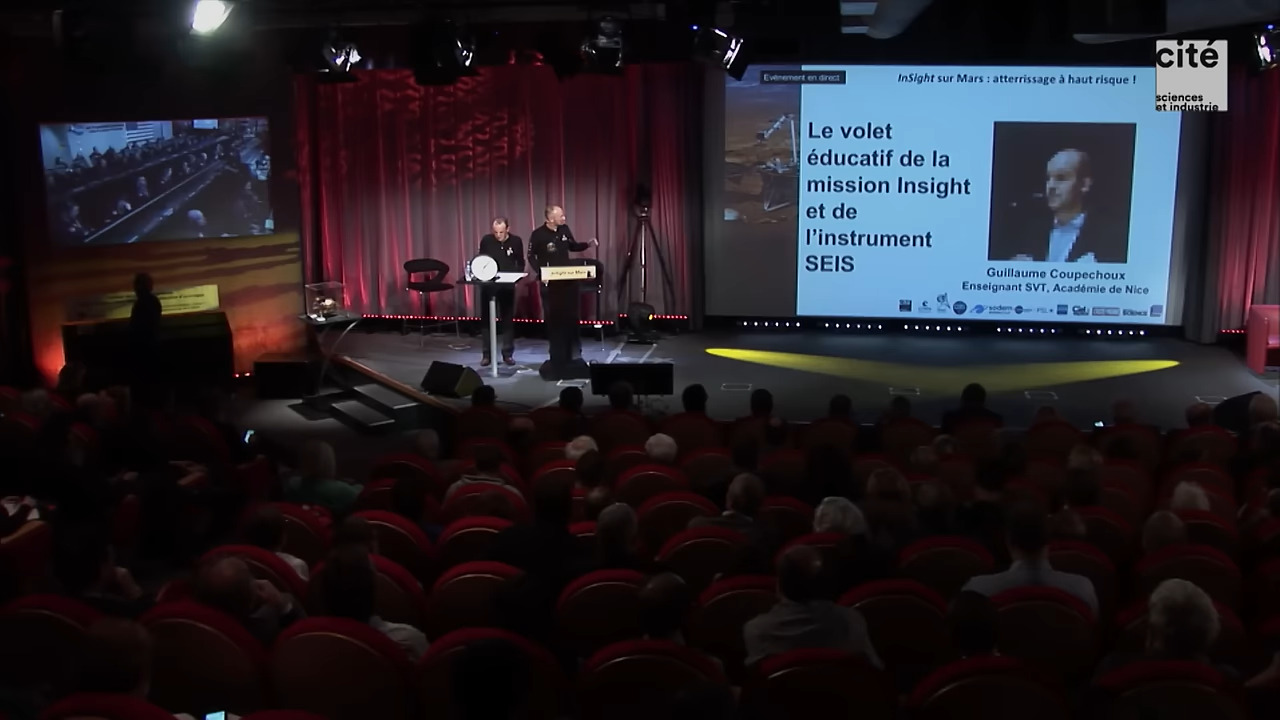 cité
sciences
et industrie
Evénement en direct
InSight sur Mars : atterrissage à haut risque !
Le volet
éducatif de la
mission Insight
et de
l'instrument
SEIS
Guillaume Coupechoux
Enseignant SVT, Académie de Nice
InSight sur Mars